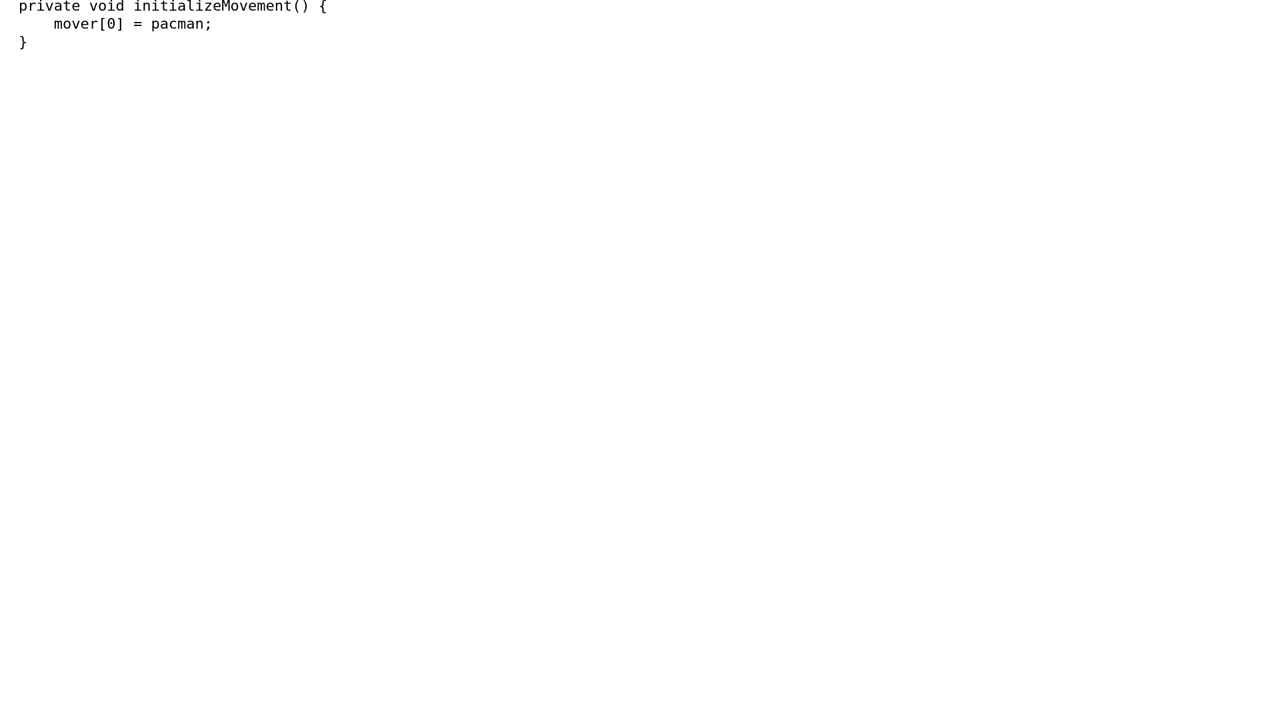 private void initializeMovement() {
    mover[0] = pacman;
}